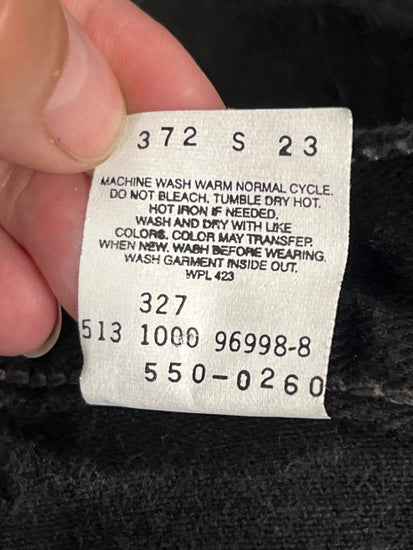 372 S 23
MACHINE WASH WARM NORMAL CYCLE.
DO NOT BLEACH. TUMBLE DRY HOT.
HOT IRON IF NEEDED.
WASH AND DRY WITH LIKE
COLORS. COLOR MAY TRANSFER
WHEN NEW. WASH BEFORE WEARING.
WASH GARMENT INSIDE OUT.
WPL 423
327
513 1000 96998-8
550-0260